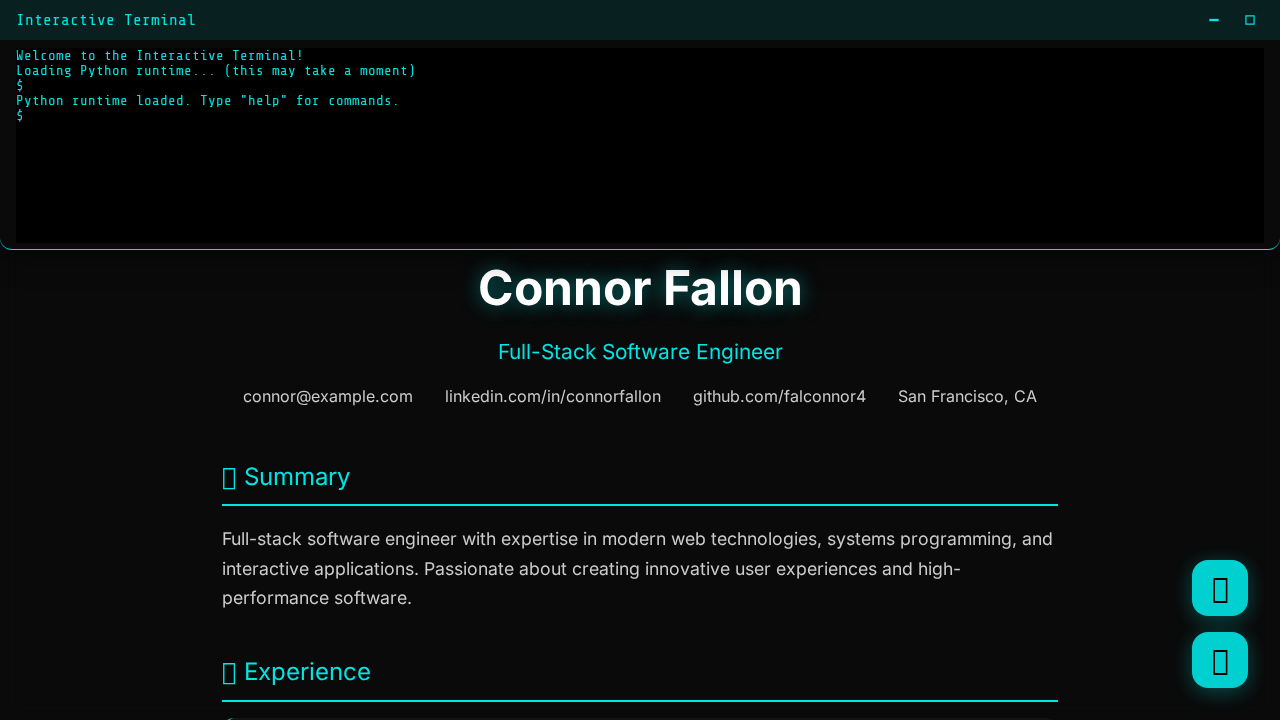 Interactive Terminal
Welcome to the Interactive Terminal!
Loading Python runtime... (this may take a moment)
$
Python runtime loaded. Type "help" for commands.
$
Connor Fallon
Full-Stack Software Engineer
connor@example.com linkedin.com/in/connorfallon github.com/falconnor4 San Francisco, CA
Summary
Full-stack software engineer with expertise in modern web technologies, systems programming, and
interactive applications. Passionate about creating innovative user experiences and high-
performance software.
Experience